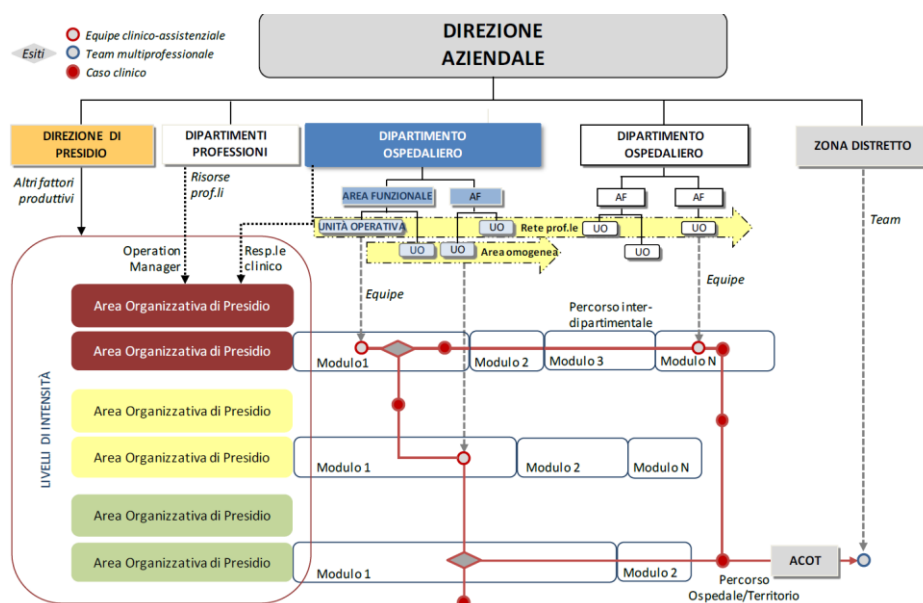 DIREZIONE
AZIENDALE
Esiti
Equipe clinico-assistenziale
Team multiprofessionale
Caso clinico
DIREZIONE DI
PRESIDIO
DIPARTIMENTI
PROFESSIONI
DIPARTIMENTO
OSPEDALIERO
DIPARTIMENTO
OSPEDALIERO
ZONA DISTRETTO
Altri fattori
produttivi
Risorse
prof.li
AREA FUNZIONALE
AF
AF
AF
UNITÀ OPERATIVA
UO
Rete prof.le
UO
UO
UO
UO
Area omogenea
UO
Team
Operation
Manager
Resp.le
clinico
Equipe
Equipe
LIVELLI DI INTENSITÀ
Area Organizzativa di Presidio
Percorso inter-
dipartimentale
Area Organizzativa di Presidio
Modulo1
Modulo 2
Modulo 3
Modulo N
Area Organizzativa di Presidio
Area Organizzativa di Presidio
Modulo 1
Modulo 2
Modulo N
Area Organizzativa di Presidio
Area Organizzativa di Presidio
Modulo 1
Modulo 2
ACOT
Percorso
Ospedale/Territorio